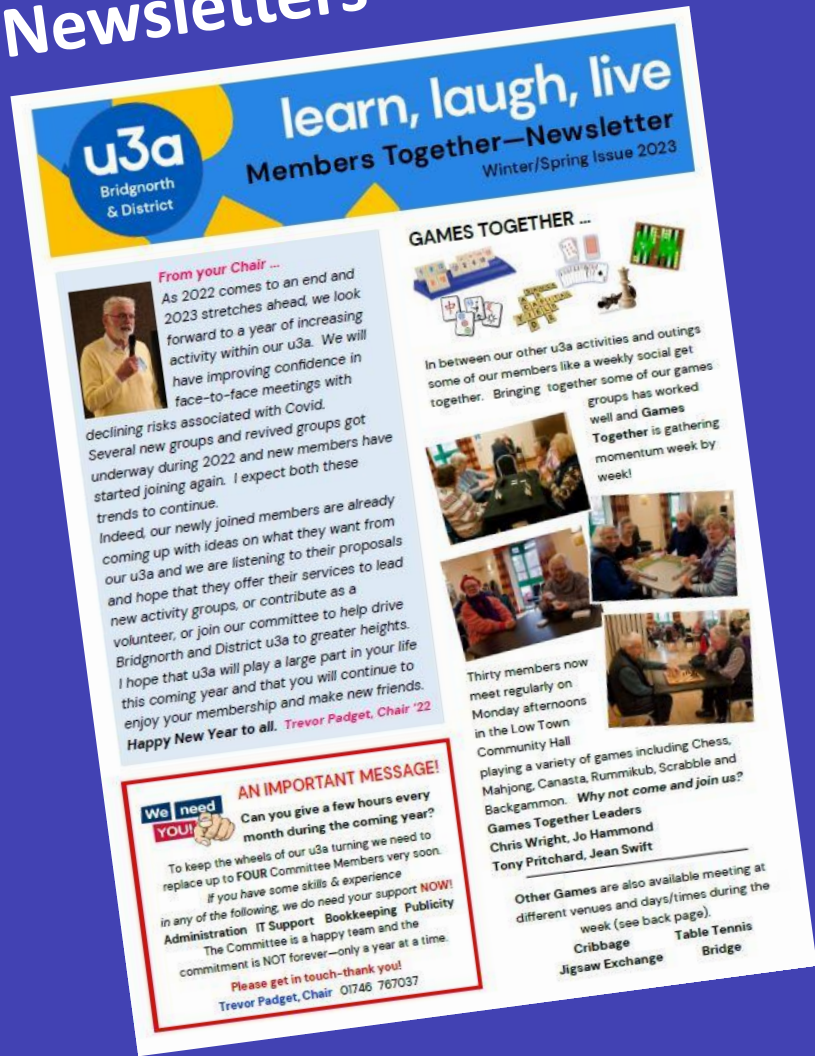 Newsletters
u3a
Bridgnorth
& District
learn, laugh, live
Members Together—Newsletter
Winter/Spring Issue 2023
From your Chair ...
As 2022 comes to an end and
2023 stretches ahead, we look
forward to a year of increasing
activity within our u3a. We will
have improving confidence in
face-to-face meetings with
declining risks associated with Covid.
Several new groups and revived groups got
underway during 2022 and new members have
started joining again. I expect both these
trends to continue.
Indeed, our newly joined members are already
coming up with ideas on what they want from
our u3a and we are listening to their proposals
and hope that they offer their services to lead
new activity groups, or contribute as a
volunteer, or join our committee to help drive
Bridgnorth and District u3a to greater heights.
I hope that u3a will play a large part in your life
this coming year and that you will continue to
enjoy your membership and make new friends.
Happy New Year to all. Trevor Padget, Chair '22
AN IMPORTANT MESSAGE!
We need
YOU!
Can you give a few hours every
month during the coming year?
To keep the wheels of our u3a turning we need to
replace up to FOUR Committee Members very soon.
If you have some skills & experience
in any of the following, we do need your support NOW!
Administration IT Support Bookkeeping Publicity
The Committee is a happy team and the
commitment is NOT forever—only a year at a time.
Please get in touch-thank you!
Trevor Padget, Chair 01746 767037
GAMES TOGETHER ...
In between our other u3a activities and outings
some of our members like a weekly social get
together. Bringing together some of our games
groups has worked
well and Games
Together is gathering
momentum week by
week!
Thirty members now
meet regularly on
Monday afternoons
in the Low Town
Community Hall
playing a variety of games including Chess,
Mahjong, Canasta, Rummikub, Scrabble and
Backgammon. Why not come and join us?
Games Together Leaders
Chris Wright, Jo Hammond
Tony Pritchard, Jean Swift
Other Games are also available meeting at
different venues and days/times during the
week (see back page).
Cribbage Table Tennis
Jigsaw Exchange Bridge